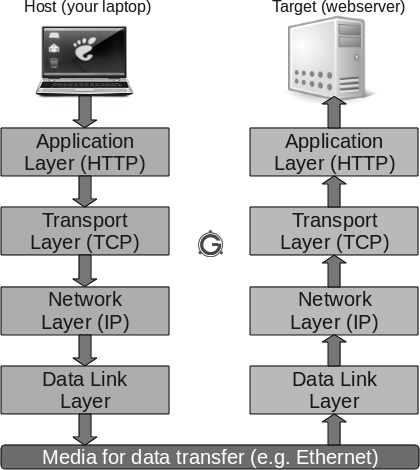 Host (your laptop)
Target (webserver)
Application
Layer (HTTP)
Application
Layer (HTTP)
Transport
Layer (TCP)
Transport
Layer (TCP)
G
Network
Layer (IP)
Network
Layer (IP)
Data Link
Layer
Data Link
Layer
Media for data transfer (e.g. Ethernet)